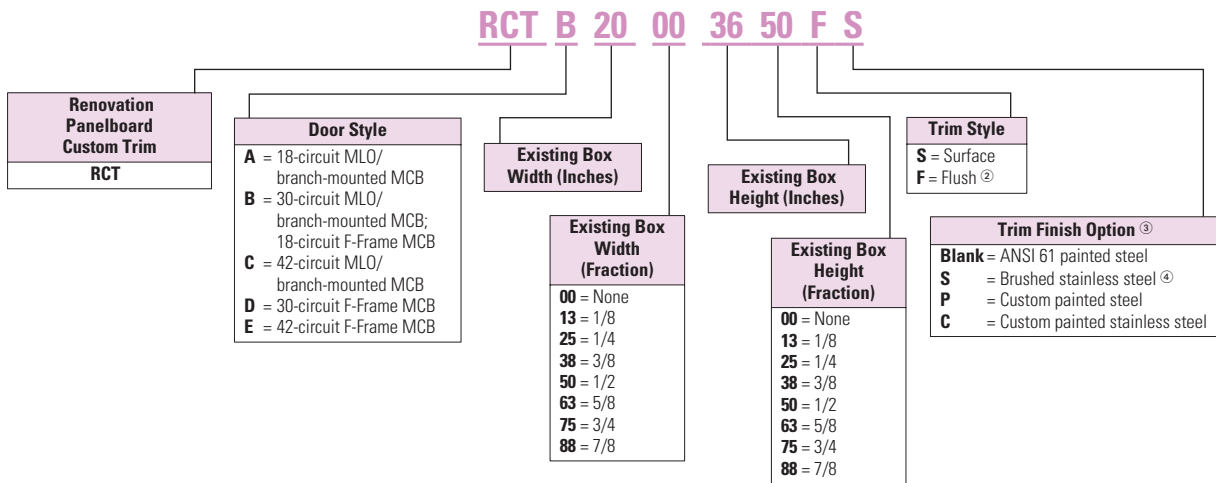 RCT B 20 00 36 50 F S
Renovation
Panelboard
Custom Trim
RCT
Door Style
A = 18-circuit MLO/
branch-mounted MCB
B = 30-circuit MLO/
branch-mounted MCB;
18-circuit F-Frame MCB
C = 42-circuit MLO/
branch-mounted MCB
D = 30-circuit F-Frame MCB
E = 42-circuit F-Frame MCB
Existing Box
Width (Inches)
Existing Box
Width
(Fraction)
00 = None
13 = 1/8
25 = 1/4
38 = 3/8
50 = 1/2
63 = 5/8
75 = 3/4
88 = 7/8
Existing Box
Height (Inches)
Existing Box
Height
(Fraction)
00 = None
13 = 1/8
25 = 1/4
38 = 3/8
50 = 1/2
63 = 5/8
75 = 3/4
88 = 7/8
Trim Style
S = Surface
F = Flush ②
Trim Finish Option ③
Blank = ANSI 61 painted steel
S = Brushed stainless steel ④
P = Custom painted steel
C = Custom painted stainless steel